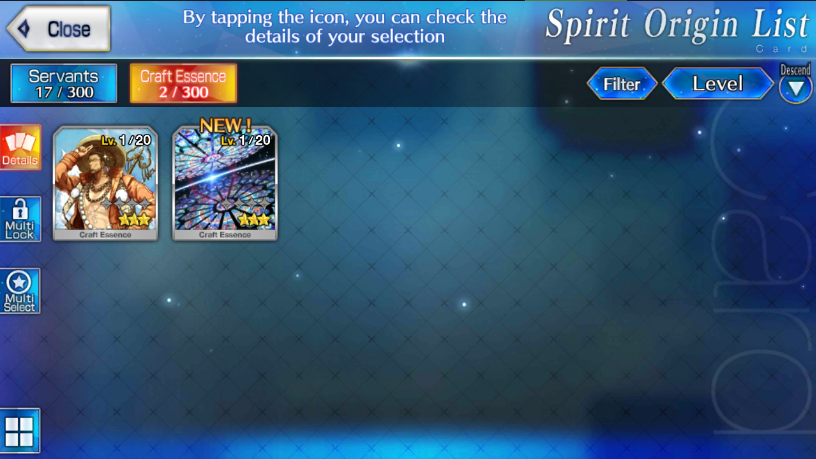 Close
By tapping the icon, you can check the
details of your selection
Spirit Origin List
Card
Servants
17 / 300
Craft Essence
2 / 300
Filter
Level
Descend
Details
Multi
Lock
Multi
Select
Lv. 1/20
Craft Essence
NEW!
Lv. 1/20
Craft Essence